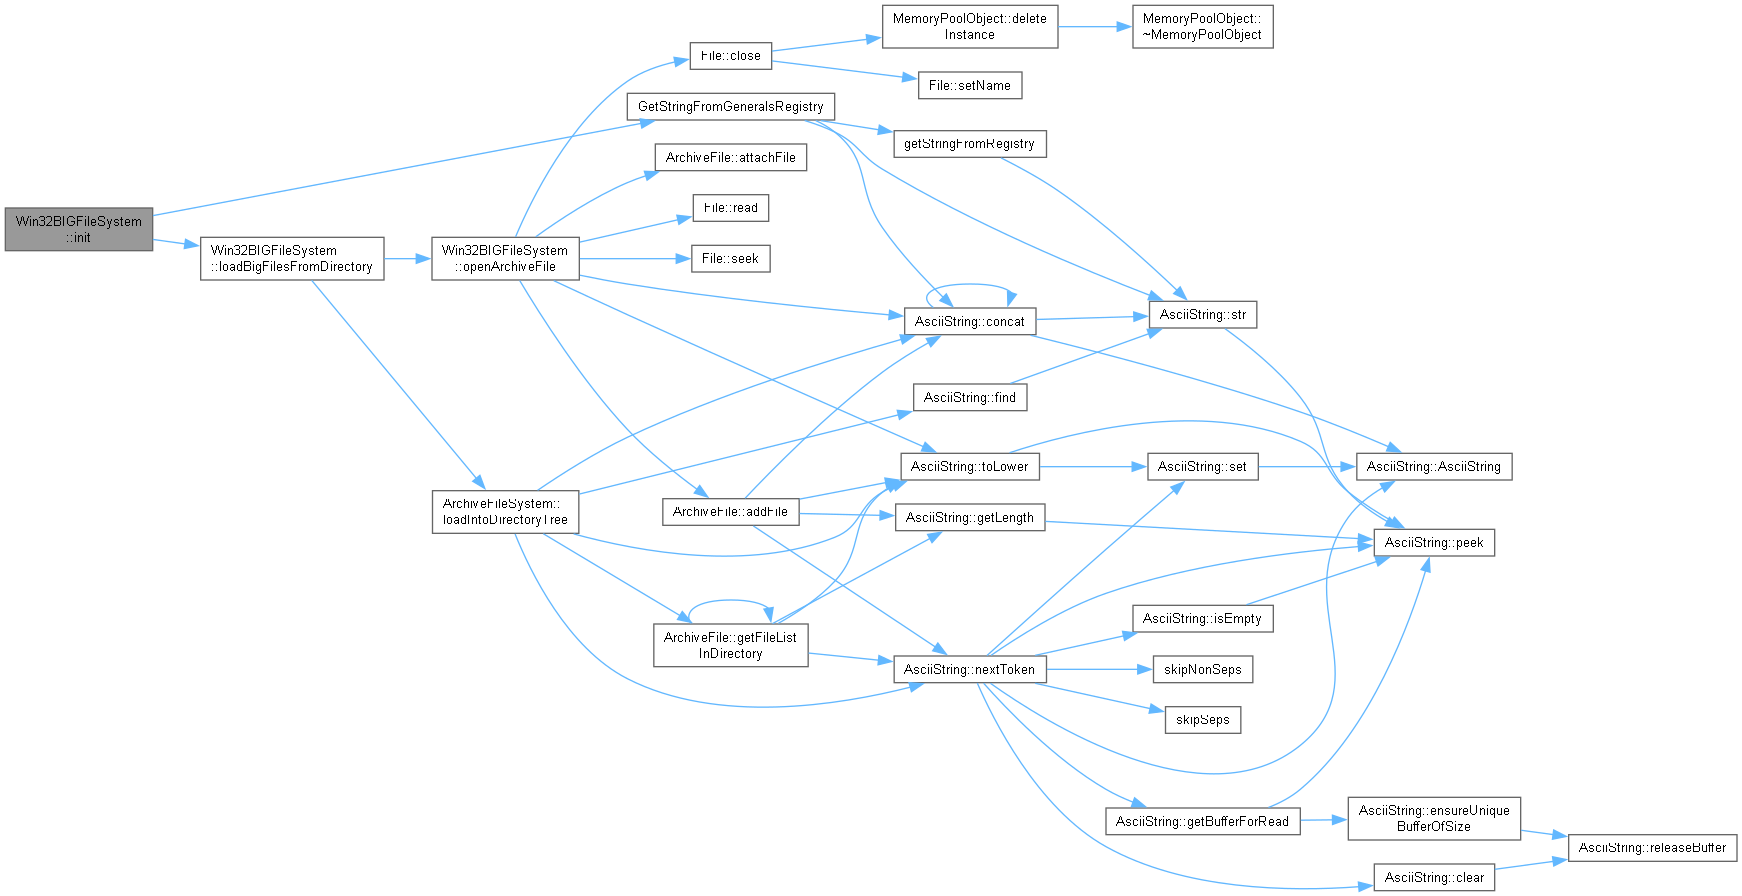 Win32BIGFileSystem
::init
Win32BIGFileSystem
::loadBigFilesFromDirectory
Win32BIGFileSystem
::openArchiveFile
ArchiveFileSystem::
loadIntoDirectoryTree
File::close
GetStringFromGeneralsRegistry
ArchiveFile::attachFile
File::read
File::seek
ArchiveFile::addFile
ArchiveFile::getFileList
InDirectory
MemoryPoolObject::delete
Instance
File::setName
getStringFromRegistry
AsciiString::concat
AsciiString::find
AsciiString::toLower
AsciiString::getLength
AsciiString::nextToken
MemoryPoolObject::
~MemoryPoolObject
AsciiString::str
AsciiString::set
AsciiString::isEmpty
skipNonSeps
skipSeps
AsciiString::getBufferForRead
AsciiString::AsciiString
AsciiString::peek
AsciiString::ensureUnique
BufferOfSize
AsciiString::clear
AsciiString::releaseBuffer